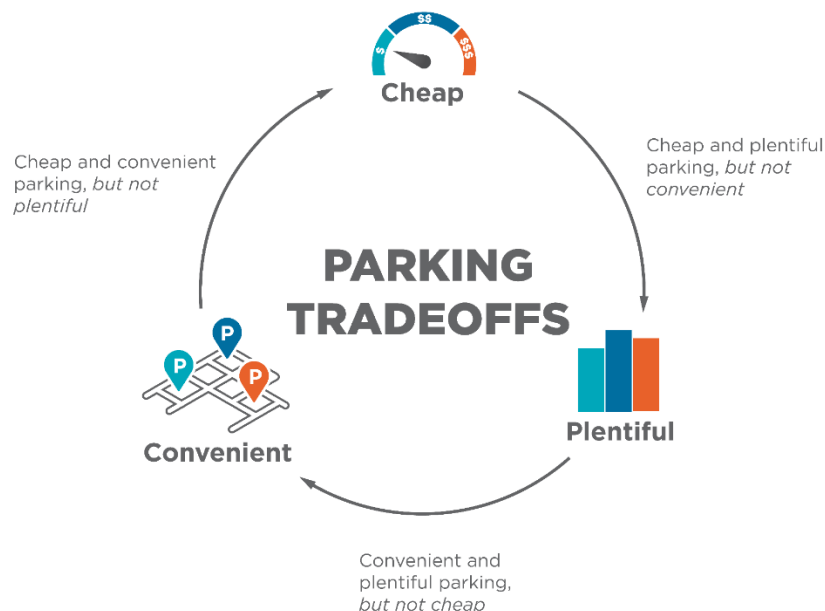 $ $$ $$$
Cheap
Cheap and convenient
parking, but not
plentiful
Cheap and plentiful
parking, but not
convenient
PARKING
TRADEOFFS
P
P
P
Convenient
Plentiful
Convenient and
plentiful parking,
but not cheap